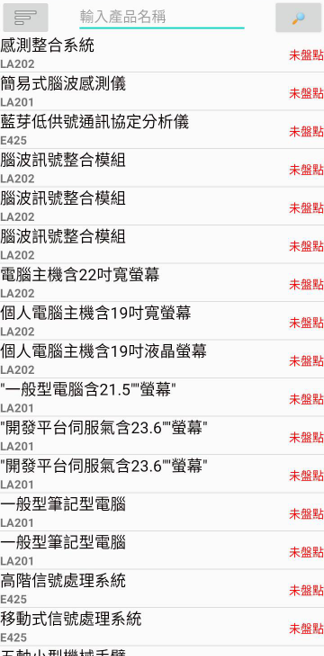 輸入產品名稱
感測整合系統
未盤點
LA202
簡易式腦波感測儀
未盤點
LA201
藍芽低供號通訊協定分析儀
未盤點
E425
腦波訊號整合模組
未盤點
LA202
腦波訊號整合模組
未盤點
LA202
腦波訊號整合模組
未盤點
LA202
電腦主機含22吋寬螢幕
未盤點
LA202
個人電腦主機含19吋寬螢幕
未盤點
LA202
個人電腦主機含19吋液晶螢幕
未盤點
LA202
"一般型電腦含21.5""螢幕"
未盤點
LA201
"開發平台伺服氣含23.6""螢幕"
未盤點
LA201
"開發平台伺服氣含23.6""螢幕"
未盤點
LA201
一般型筆記型電腦
未盤點
LA201
一般型筆記型電腦
未盤點
LA201
高階信號處理系統
未盤點
E425
移動式信號處理系統
未盤點
E425
五軸小型機械手臂